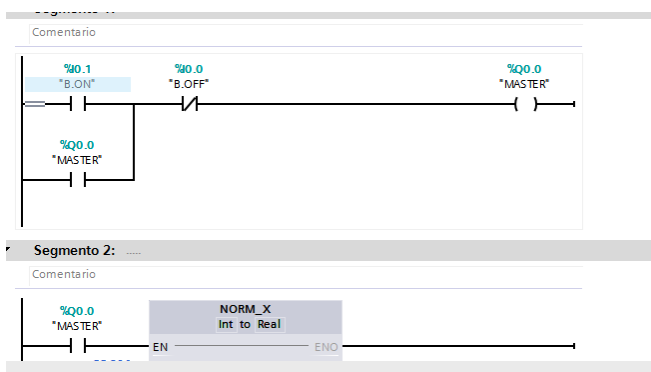 Comentario
%I0.1 %I0.0 %Q0.0
"B.ON" "B.OFF" "MASTER"
%Q0.0
"MASTER"
Segmento 2: .....
Comentario
%Q0.0 NORM_X
"MASTER" Int to Real
EN ENO